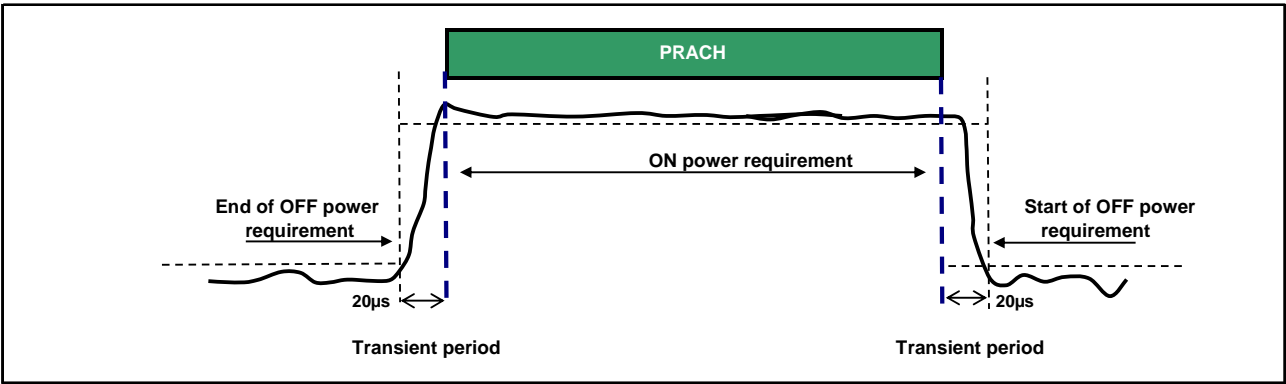 PRACH
ON power requirement
End of OFF power
requirement
Start of OFF power
requirement
20µs
20µs
Transient period
Transient period